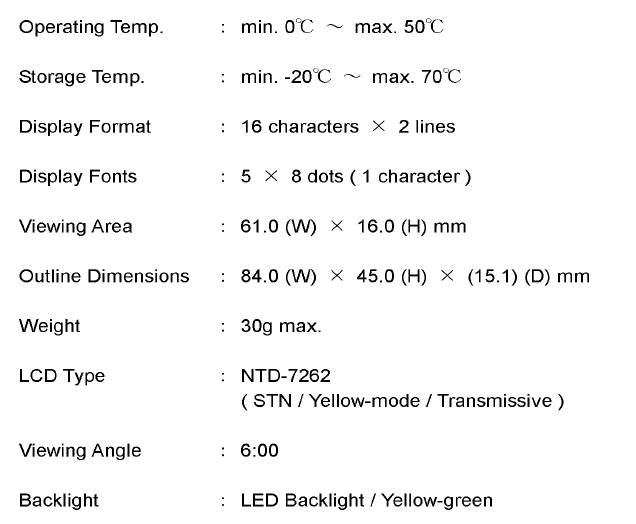 Operating Temp. : min. 0℃ ～ max. 50℃
Storage Temp. : min. -20℃ ～ max. 70℃
Display Format : 16 characters × 2 lines
Display Fonts : 5 × 8 dots ( 1 character )
Viewing Area : 61.0 (W) × 16.0 (H) mm
Outline Dimensions : 84.0 (W) × 45.0 (H) × (15.1) (D) mm
Weight : 30g max.
LCD Type : NTD-7262
( STN / Yellow-mode / Transmissive )
Viewing Angle : 6:00
Backlight : LED Backlight / Yellow-green